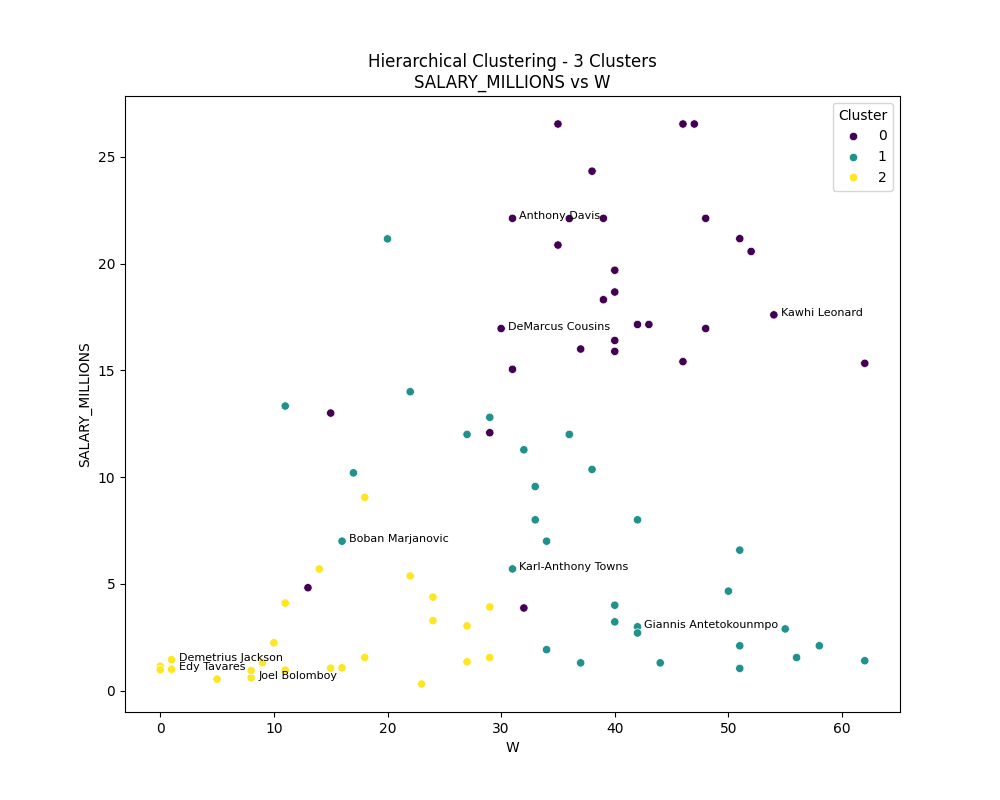 Hierarchical Clustering - 3 Clusters
SALARY_MILLIONS vs W
Cluster
0
1
2
25
20
15
10
5
0
SALARY_MILLIONS
Anthony Davis
Kawhi Leonard
DeMarcus Cousins
Boban Marjanovic
Karl-Anthony Towns
Giannis Antetokounmpo
Demetrius Jackson
Edy Tavares
Joel Bolomboy
0 10 20 30 40 50 60
W